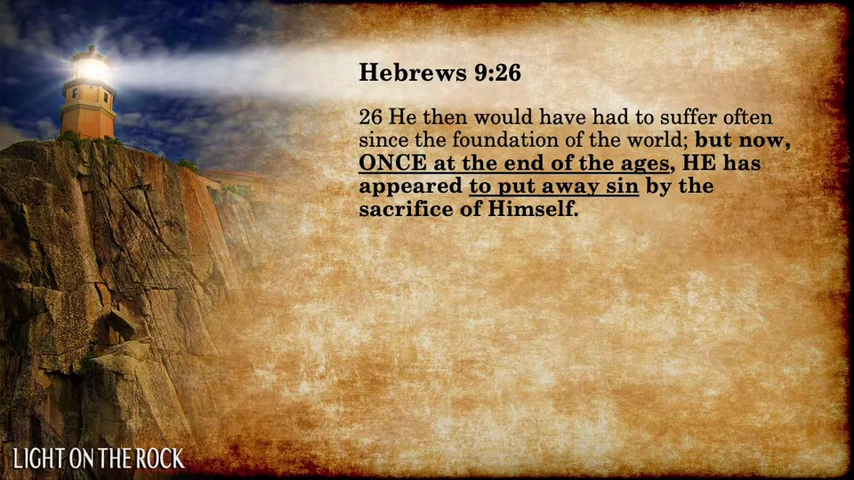 Hebrews 9:26
26 He then would have had to suffer often
since the foundation of the world; but now,
ONCE at the end of the ages, HE has
appeared to put away sin by the
sacrifice of Himself.
LIGHT ON THE ROCK